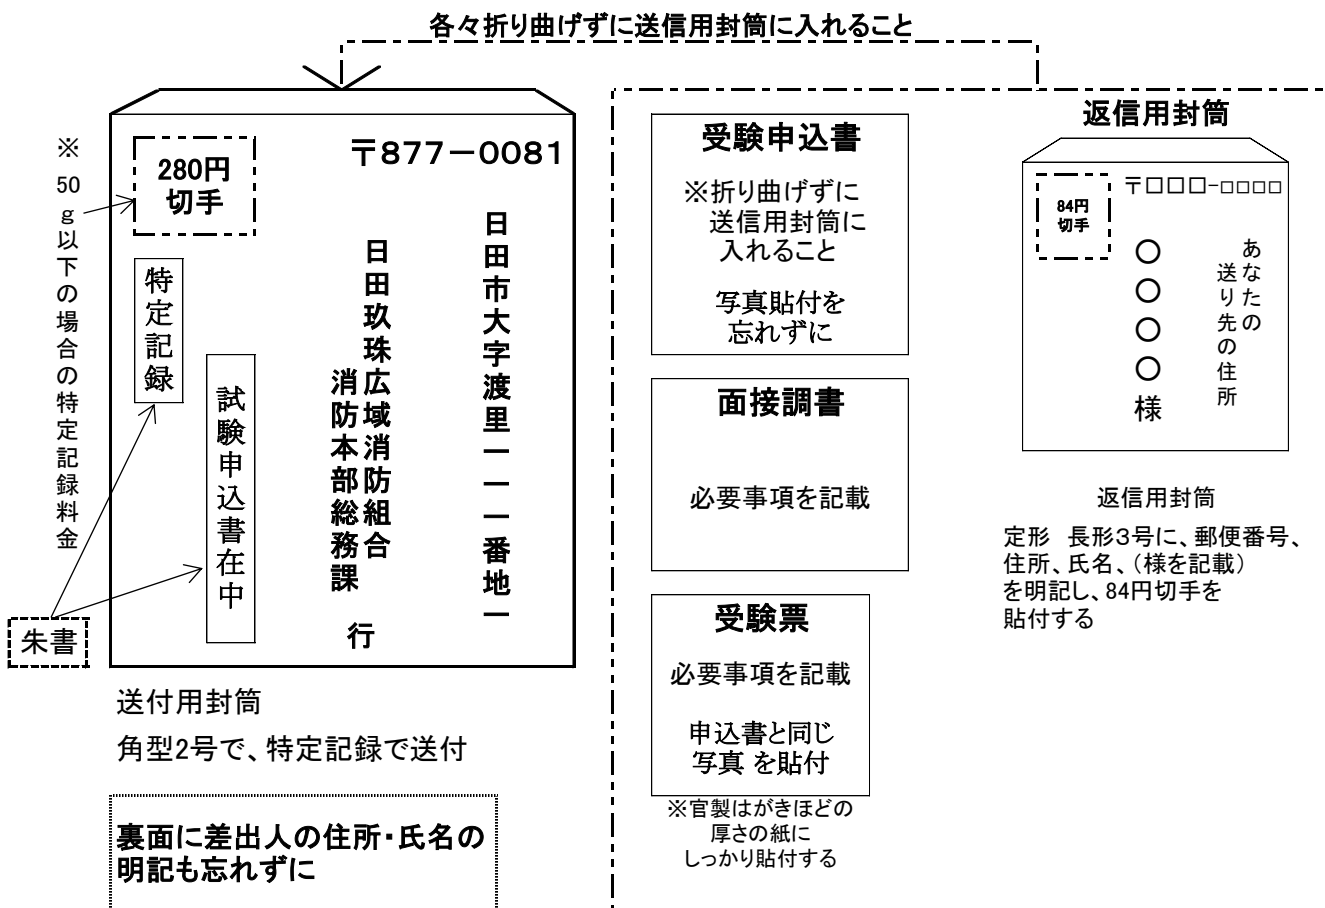 各々折り曲げずに送信用封筒に入れること
※50g以下の場合の特定記録料金
280円
切手
〒877－0081
日田市大字渡里一一一番地一
日田玖珠広域消防組合
消防本部総務課　行
特定記録
試験申込書在中
朱書
送付用封筒
角型2号で、特定記録で送付
裏面に差出人の住所・氏名の
明記も忘れずに
受験申込書
※折り曲げずに
送信用封筒に
入れること
写真貼付を
忘れずに
面接調書
必要事項を記載
受験票
必要事項を記載
申込書と同じ
写真 を貼付
※官製はがきほどの
厚さの紙に
しっかり貼付する
返信用封筒
84円
切手
〒□□□-□□□□
あなたの
送り先の住所
〇〇〇〇様
返信用封筒
定形　長形3号に、郵便番号、
住所、氏名、（様を記載）
を明記し、84円切手を
貼付する